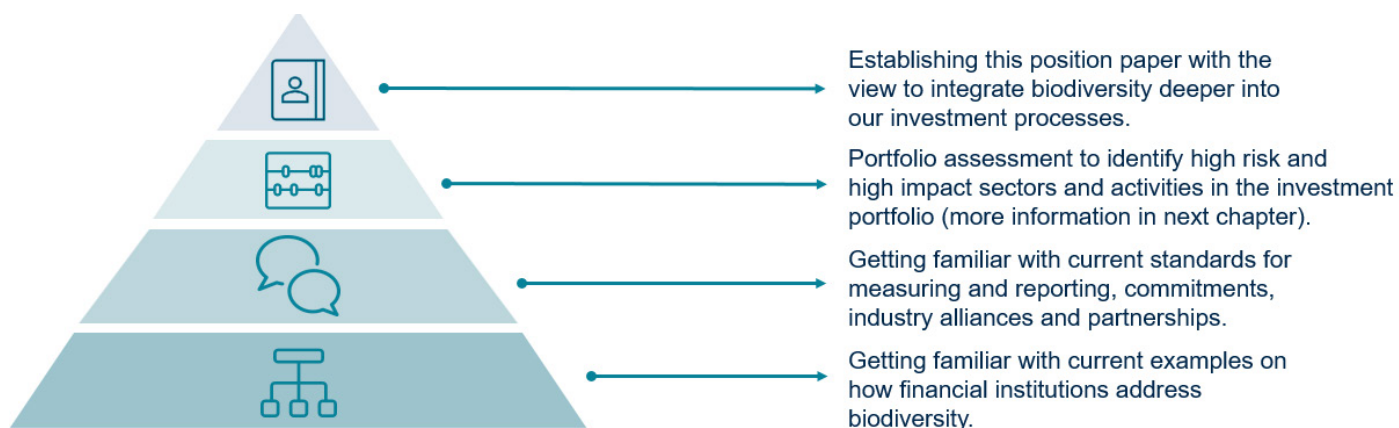 Establishing this position paper with the
view to integrate biodiversity deeper into
our investment processes.
Portfolio assessment to identify high risk and
high impact sectors and activities in the investment
portfolio (more information in next chapter).
Getting familiar with current standards for
measuring and reporting, commitments,
industry alliances and partnerships.
Getting familiar with current examples on
how financial institutions address
biodiversity.